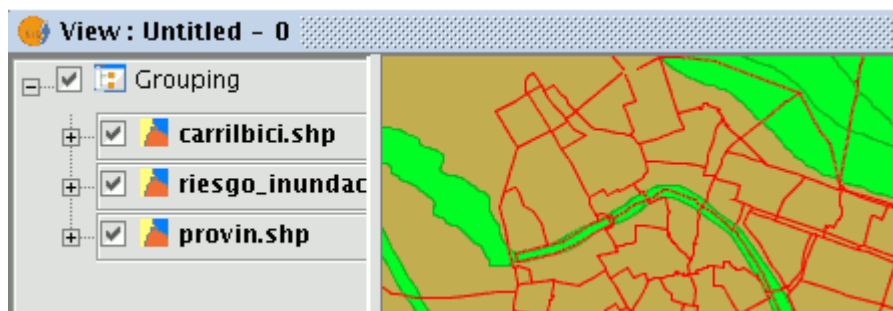 View : Untitled - 0
Grouping
carrilbici.shp
riesgo_inundac
provin.shp